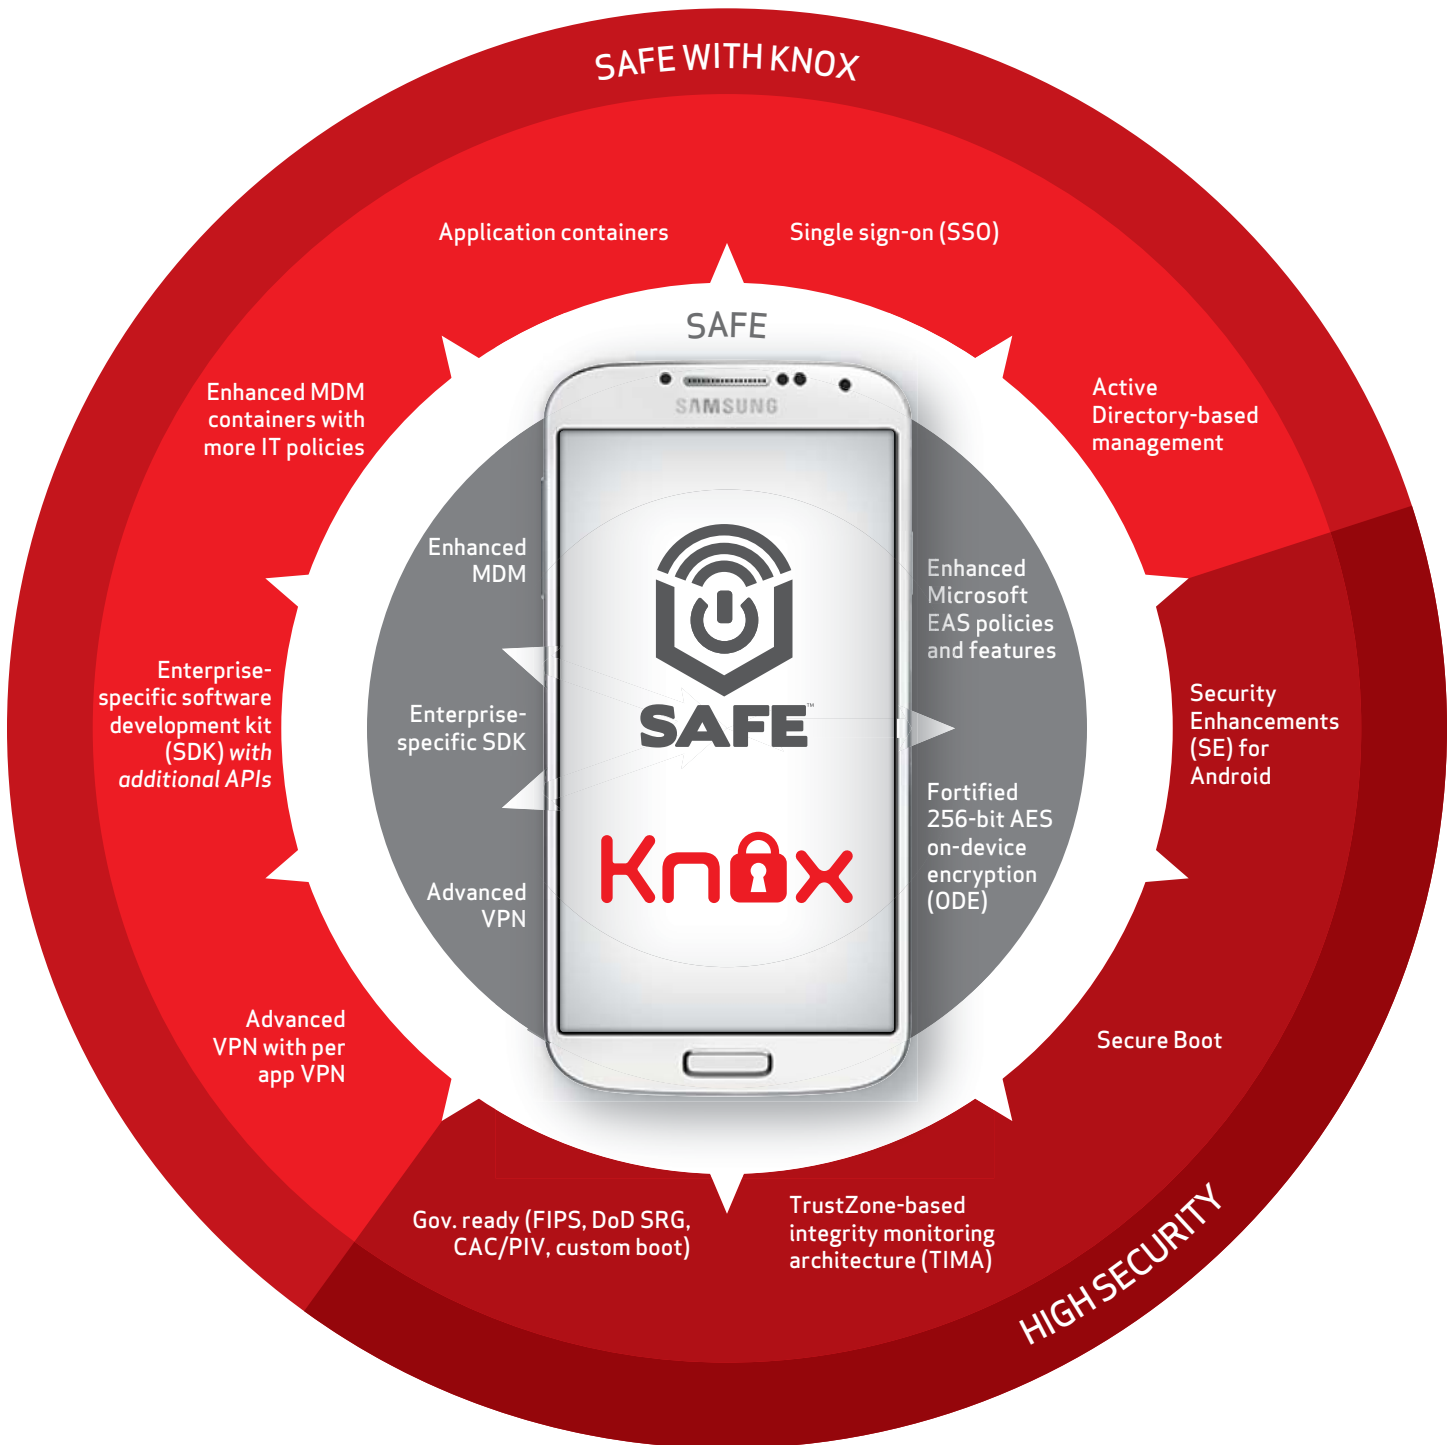 SAFE WITH KNOX
Application containers
Single sign-on (SSO)
SAFE
SAMSUNG
Enhanced MDM
containers with
more IT policies
Active
Directory-based
management
Enhanced
MDM
Enhanced
Microsoft
EAS policies
and features
Enterprise-
specific software
development kit
(SDK) with
additional APIs
Enterprise-
specific SDK
SAFE™
Security
Enhancements
(SE) for
Android
Fortified
256-bit AES
on-device
encryption
(ODE)
Knox
Advanced
VPN
Advanced
VPN with per
app VPN
Secure Boot
Gov. ready (FIPS, DoD SRG,
CAC/PIV, custom boot)
TrustZone-based
integrity monitoring
architecture (TIMA)
HIGH SECURITY